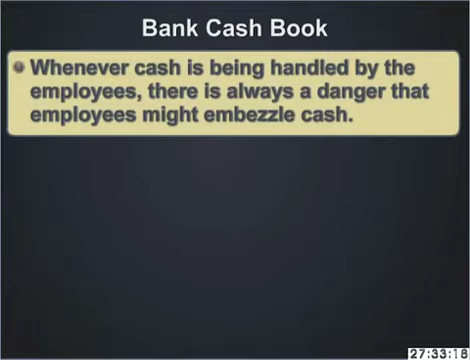 Bank Cash Book
Whenever cash is being handled by the
employees, there is always a danger that
employees might embezzle cash.
27:33:18